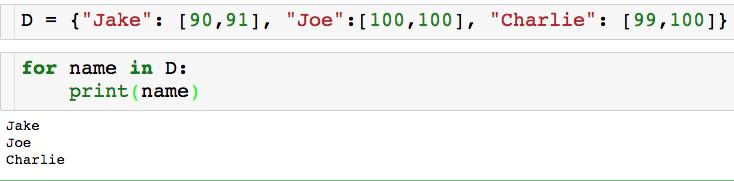 D = {"Jake": [90,91], "Joe":[100,100], "Charlie": [99,100]}
for name in D:
    print(name)
Jake
Joe
Charlie